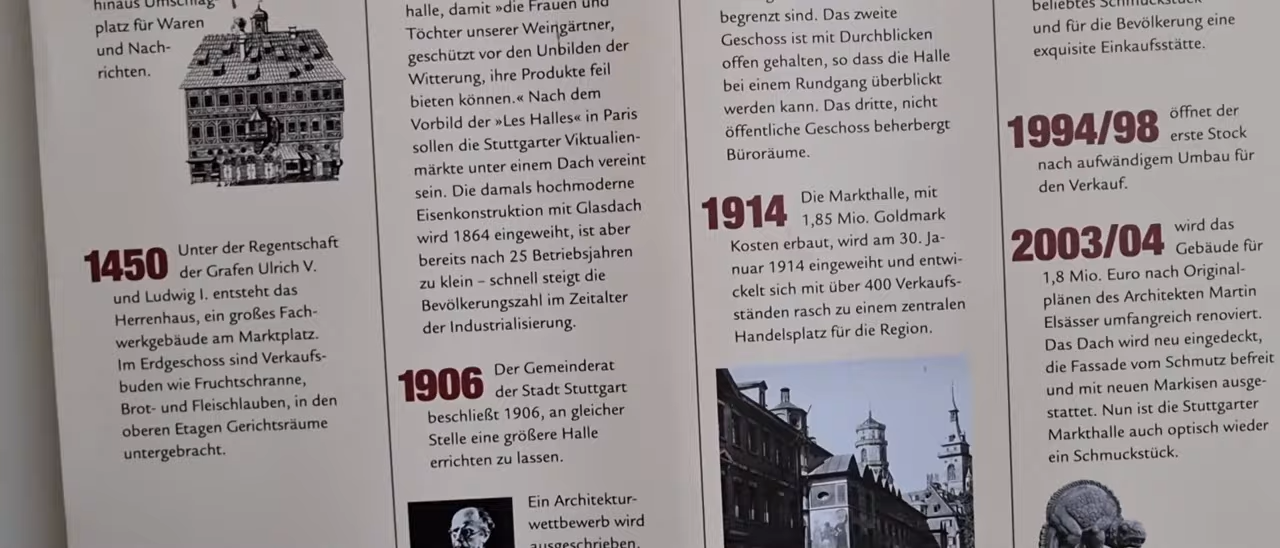 hinaus Umschlag-
platz für Waren
und Nach-
richten.
1450 Unter der Regentschaft
der Grafen Ulrich V.
und Ludwig I. entsteht das
Herrenhaus, ein großes Fach-
werkgebäude am Marktplatz.
Im Erdgeschoss sind Verkaufs-
buden wie Fruchtschranne,
Brot- und Fleischlauben, in den
oberen Etagen Gerichtsräume
untergebracht.
halle, damit »die Frauen und
Töchter unserer Weingärtner,
geschützt vor den Unbilden der
Witterung, ihre Produkte feil
bieten können.« Nach dem
Vorbild der »Les Halles« in Paris
sollen die Stuttgarter Viktualien-
märkte unter einem Dach vereint
sein. Die damals hochmoderne
Eisenkonstruktion mit Glasdach
wird 1864 eingeweiht, ist aber
bereits nach 25 Betriebsjahren
zu klein – schnell steigt die
Bevölkerungszahl im Zeitalter
der Industrialisierung.
1906 Der Gemeinderat
der Stadt Stuttgart
beschließt 1906, an gleicher
Stelle eine größere Halle
errichten zu lassen.
Ein Architektur-
wettbewerb wird
ausgeschrieben.
begrenzt sind. Das zweite
Geschoss ist mit Durchblicken
offen gehalten, so dass die Halle
bei einem Rundgang überblickt
werden kann. Das dritte, nicht
öffentliche Geschoss beherbergt
Büroräume.
1914 Die Markthalle, mit
1,85 Mio. Goldmark
Kosten erbaut, wird am 30. Ja-
nuar 1914 eingeweiht und entwi-
ckelt sich mit über 400 Verkaufs-
ständen rasch zu einem zentralen
Handelsplatz für die Region.
beliebtes Schmuckstück
und für die Bevölkerung eine
exquisite Einkaufsstätte.
1994/98 öffnet der
erste Stock
nach aufwändigem Umbau für
den Verkauf.
2003/04 wird das
Gebäude für
1,8 Mio. Euro nach Original-
plänen des Architekten Martin
Elsässer umfangreich renoviert.
Das Dach wird neu eingedeckt,
die Fassade vom Schmutz befreit
und mit neuen Markisen ausge-
stattet. Nun ist die Stuttgarter
Markthalle auch optisch wieder
ein Schmuckstück.